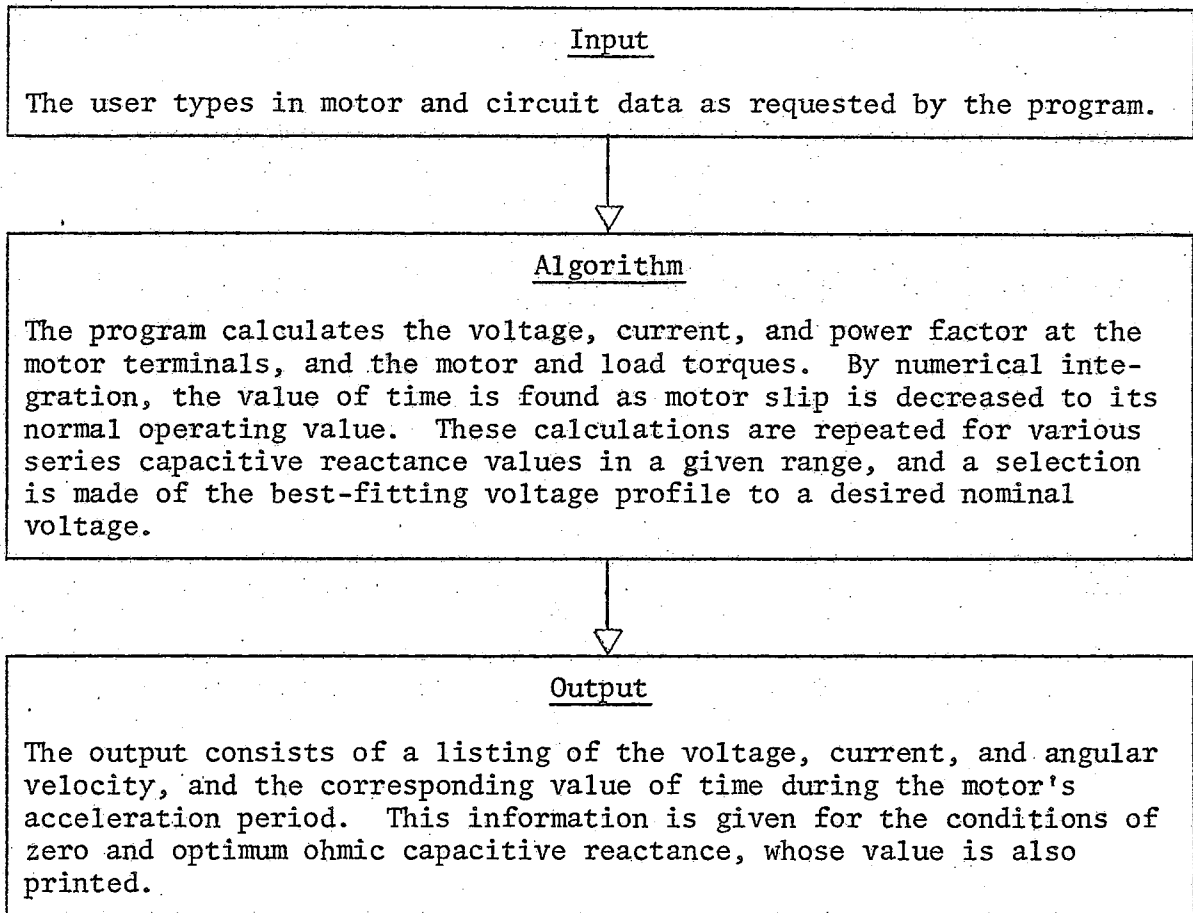 Input
The user types in motor and circuit data as requested by the program.
Algorithm
The program calculates the voltage, current, and power factor at the
motor terminals, and the motor and load torques. By numerical inte-
gration, the value of time is found as motor slip is decreased to its
normal operating value. These calculations are repeated for various
series capacitive reactance values in a given range, and a selection
is made of the best-fitting voltage profile to a desired nominal
voltage.
Output
The output consists of a listing of the voltage, current, and angular
velocity, and the corresponding value of time during the motor's
acceleration period. This information is given for the conditions of
zero and optimum ohmic capacitive reactance, whose value is also
printed.